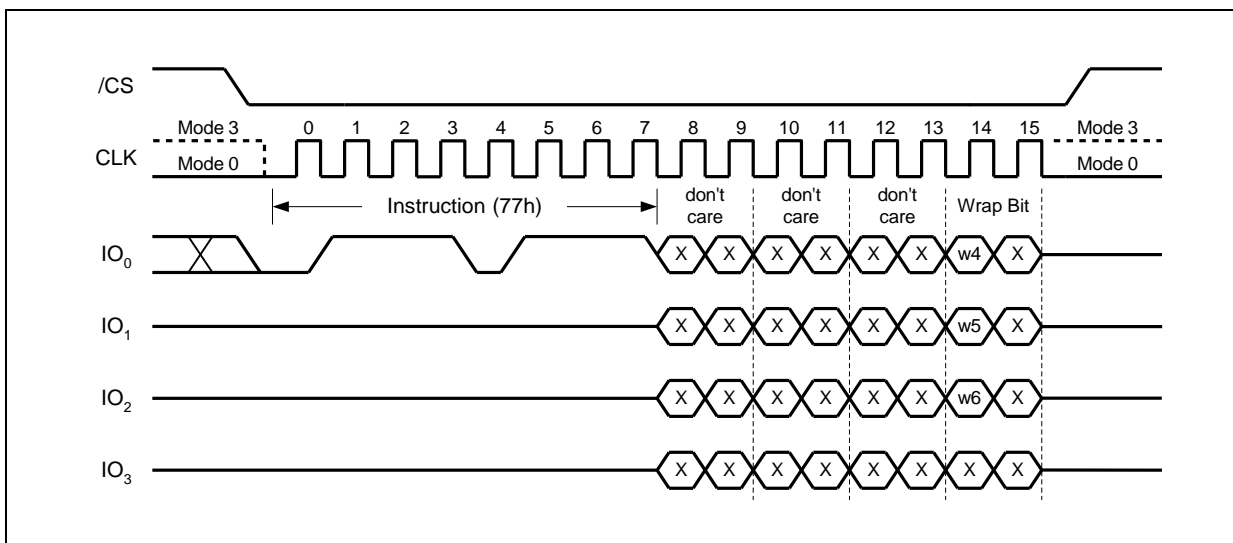 /CS
Mode 3 0 1 2 3 4 5 6 7 8 9 10 11 12 13 14 15 Mode 3
CLK
Mode 0 Mode 0
Instruction (77h) don't care don't care don't care Wrap Bit
IO0 X X X X X X w4 X
IO1 X X X X X X w5 X
IO2 X X X X X X w6 X
IO3 X X X X X X X X